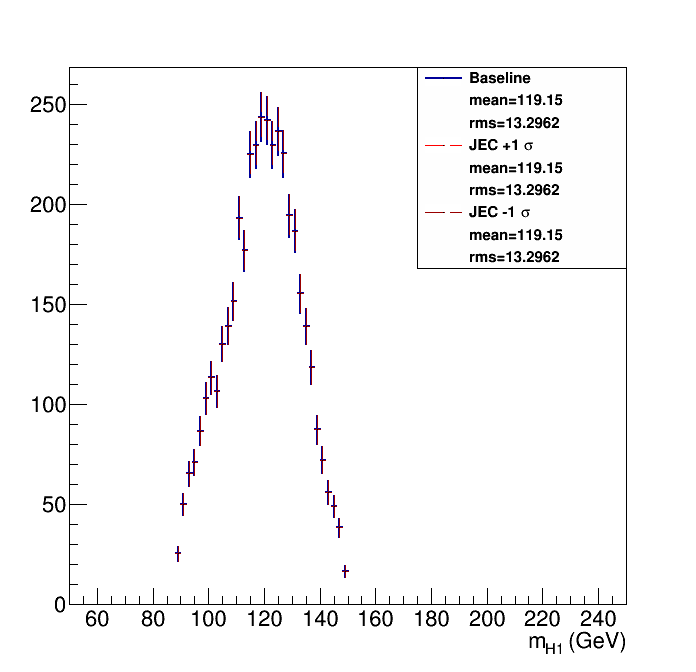 250
200
150
100
50
0
Baseline
mean=119.15
rms=13.2962
JEC +1 σ
mean=119.15
rms=13.2962
JEC -1 σ
mean=119.15
rms=13.2962
60 80 100 120 140 160 180 200 220 240
m_H1 (GeV)